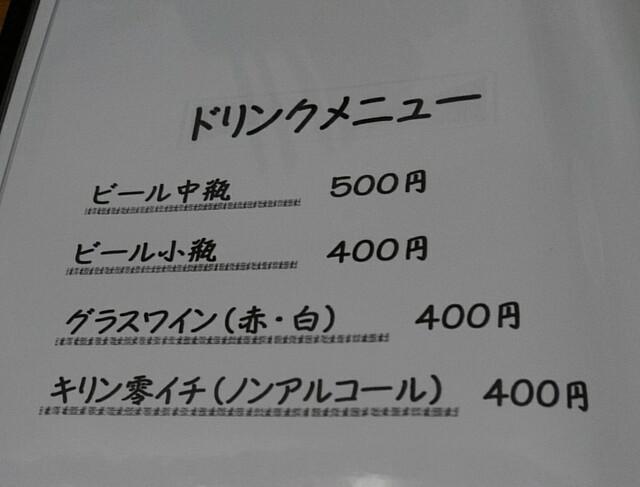 ドリンクメニュー
ビール中瓶 500円
ビール小瓶 400円
グラスワイン(赤・白) 400円
キリン零イチ(ノンアルコール) 400円